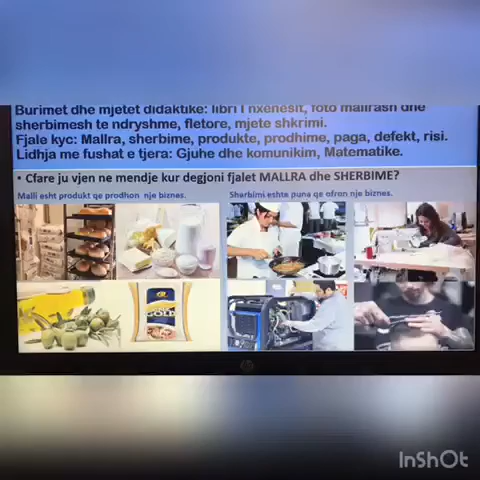 Burimet dhe mjetet didaktike: libri i nxenesit, foto mallrash dhe
sherbimesh te ndryshme, fletore, mjete shkrimi.
Fjale kyc: Mallra, sherbime, produkte, prodhime, paga, defekt, risi.
Lidhja me fushat e tjera: Gjuhe dhe komunikim, Matematike.
• Cfare ju vjen ne mendje kur degjoni fjalet MALLRA dhe SHERBIME?
Malli esht produkt qe prodhon nje biznes.
Sherbimi eshte puna qe ofron nje biznes.
GOLD
hp
InShOt